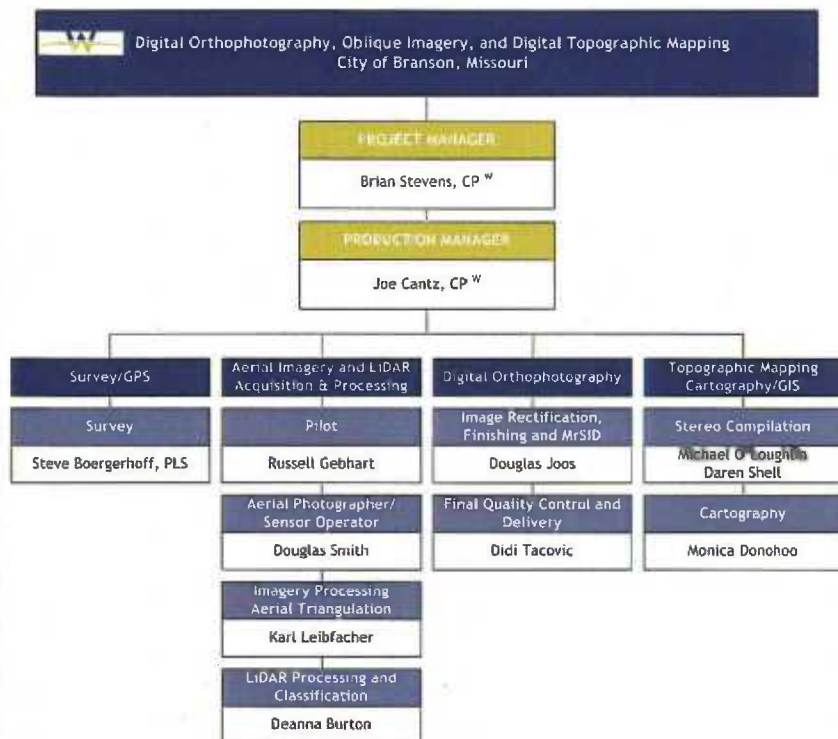 W
Digital Orthophotography, Oblique Imagery, and Digital Topographic Mapping
City of Branson, Missouri
PROJECT MANAGER
Brian Stevens, CP W
PRODUCTION MANAGER
Joe Cantz, CP W
Survey/GPS
Survey
Steve Boergerhoff, PLS
Aerial Imagery and LiDAR
Acquisition & Processing
Pilot
Russell Gebhart
Aerial Photographer/
Sensor Operator
Douglas Smith
Imagery Processing
Aerial Triangulation
Karl Leibfacher
LiDAR Processing and
Classification
Deanna Burton
Digital Orthophotography
Image Rectification,
Finishing and MrSID
Douglas Joos
Final Quality Control and
Delivery
Didi Tacovic
Topographic Mapping
Cartography/GIS
Stereo Compilation
Michael O'Loughlin
Daren Shell
Cartography
Monica Donohoo